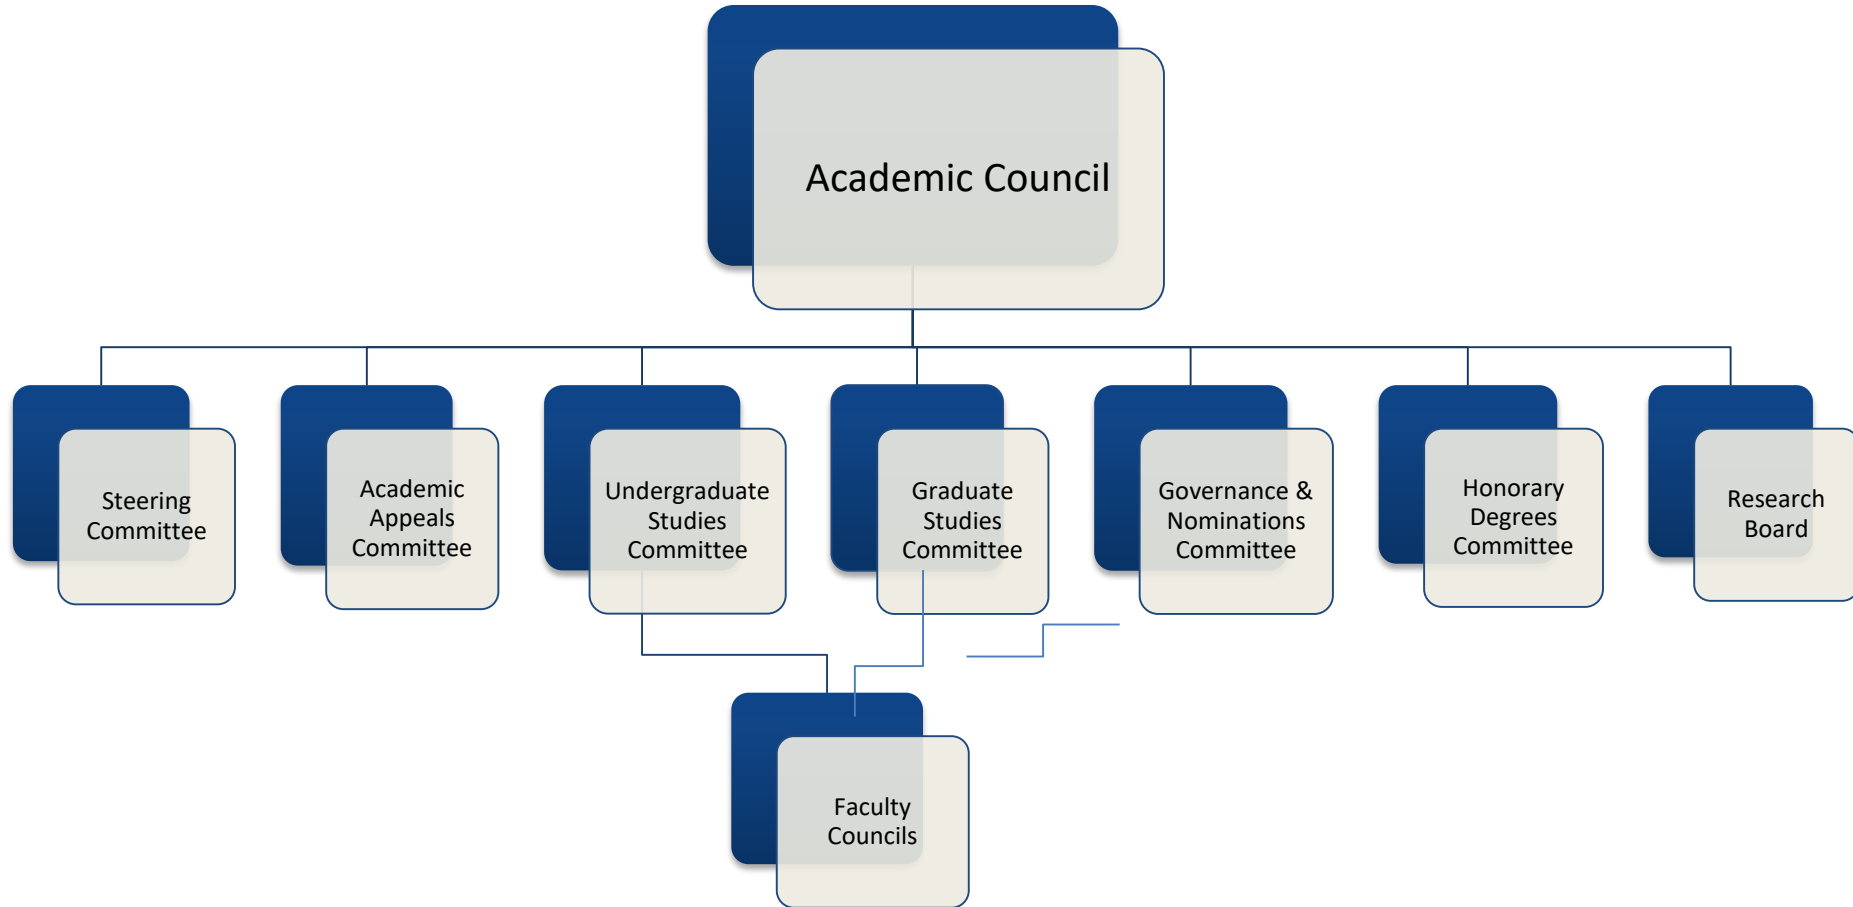 Academic Council
Steering
Committee
Academic
Appeals
Committee
Undergraduate
Studies
Committee
Graduate
Studies
Committee
Governance &
Nominations
Committee
Honorary
Degrees
Committee
Research
Board
Faculty
Councils